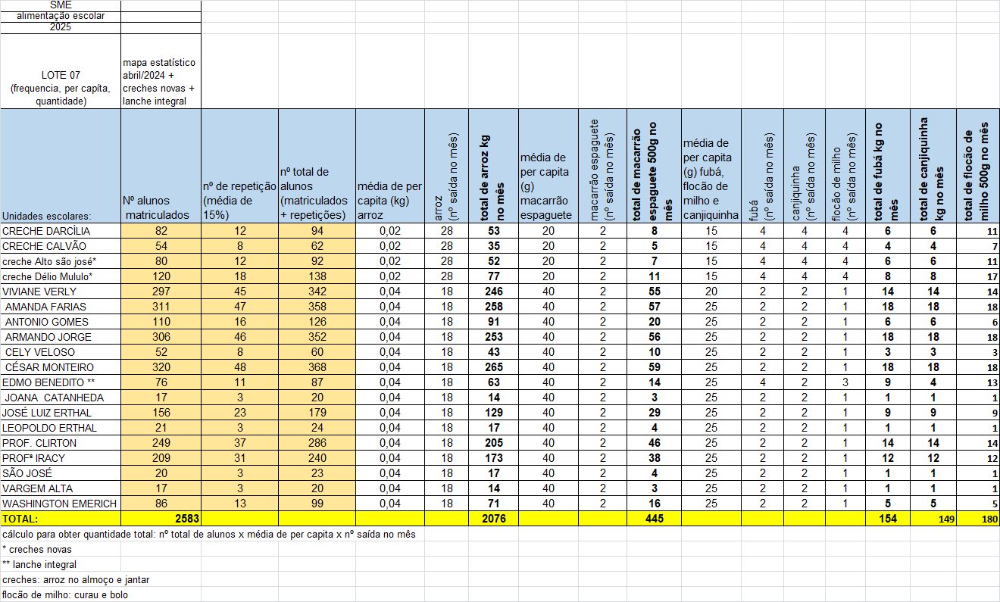 SME
alimentação escolar
2025
LOTE 07
(frequencia, per capíta,
quantidade)
mapa estatístico
abril/2024 +
creches novas +
lanche integral
Unidades escolares:
Nº alunos
matriculados
nº de repetição
(média de
15%)
nº total de
alunos
(matriculados
+ repetições)
média de per
capita (kg)
arroz
arroz
(nº saída no mês)
total de arroz kg
no mês
média de
per capita
(g)
macarrão
espaguete
macarrão espaguete
(nº saída no mês)
total de macarrão
espaguete 500g no
mês
média de
per capita
(g) fubá,
flocão de
milho e
canjiquinha
fubá
(nº saída no mês)
canjiquinha
(nº saída no mês)
flocão de milho
(nº saída no mês)
total de fubá kg no
mês
total de canjiquinha
kg no mês
total de flocão de
milho 500g no mês
CRECHE DARCÍLIA 82 12 94 0,02 28 53 20 2 8 15 4 4 4 6 6 11
CRECHE CALVÃO 54 8 62 0,02 28 35 20 2 5 15 4 4 4 4 4 7
creche Alto são josé* 80 12 92 0,02 28 52 20 2 7 15 4 4 4 6 6 11
creche Délio Mululo* 120 18 138 0,02 28 77 20 2 11 15 4 4 4 8 8 17
VIVIANE VERLY 297 45 342 0,04 18 246 40 2 55 20 2 2 1 14 14 14
AMANDA FARIAS 311 47 358 0,04 18 258 40 2 57 25 2 2 1 18 18 18
ANTONIO GOMES 110 16 126 0,04 18 91 40 2 20 25 2 2 1 6 6 6
ARMANDO JORGE 306 46 352 0,04 18 253 40 2 56 25 2 2 1 18 18 18
CELY VELOSO 52 8 60 0,04 18 43 40 2 10 25 2 2 1 3 3 3
CÉSAR MONTEIRO 320 48 368 0,04 18 265 40 2 59 25 2 2 1 18 18 18
EDMO BENEDITO ** 76 11 87 0,04 18 63 40 2 14 25 4 2 3 9 4 13
JOANA CATANHEDA 17 3 20 0,04 18 14 40 2 3 25 2 2 1 1 1 1
JOSÉ LUIZ ERTHAL 156 23 179 0,04 18 129 40 2 29 25 2 2 1 9 9 9
LEOPOLDO ERTHAL 21 3 24 0,04 18 17 40 2 4 25 2 2 1 1 1 1
PROF. CLIRTON 249 37 286 0,04 18 205 40 2 46 25 2 2 1 14 14 14
PROFª IRACY 209 31 240 0,04 18 173 40 2 38 25 2 2 1 12 12 12
SÃO JOSÉ 20 3 23 0,04 18 17 40 2 4 25 2 2 1 1 1 1
VARGEM ALTA 17 3 20 0,04 18 14 40 2 3 25 2 2 1 1 1 1
WASHINGTON EMERICH 86 13 99 0,04 18 71 40 2 16 25 2 2 1 5 5 5
TOTAL: 2583 2076 445 154 149 180
cálculo para obter quantidade total: nº total de alunos x média de per capita x nº saída no mês
* creches novas
** lanche integral
creches: arroz no almoço e jantar
flocão de milho: curau e bolo